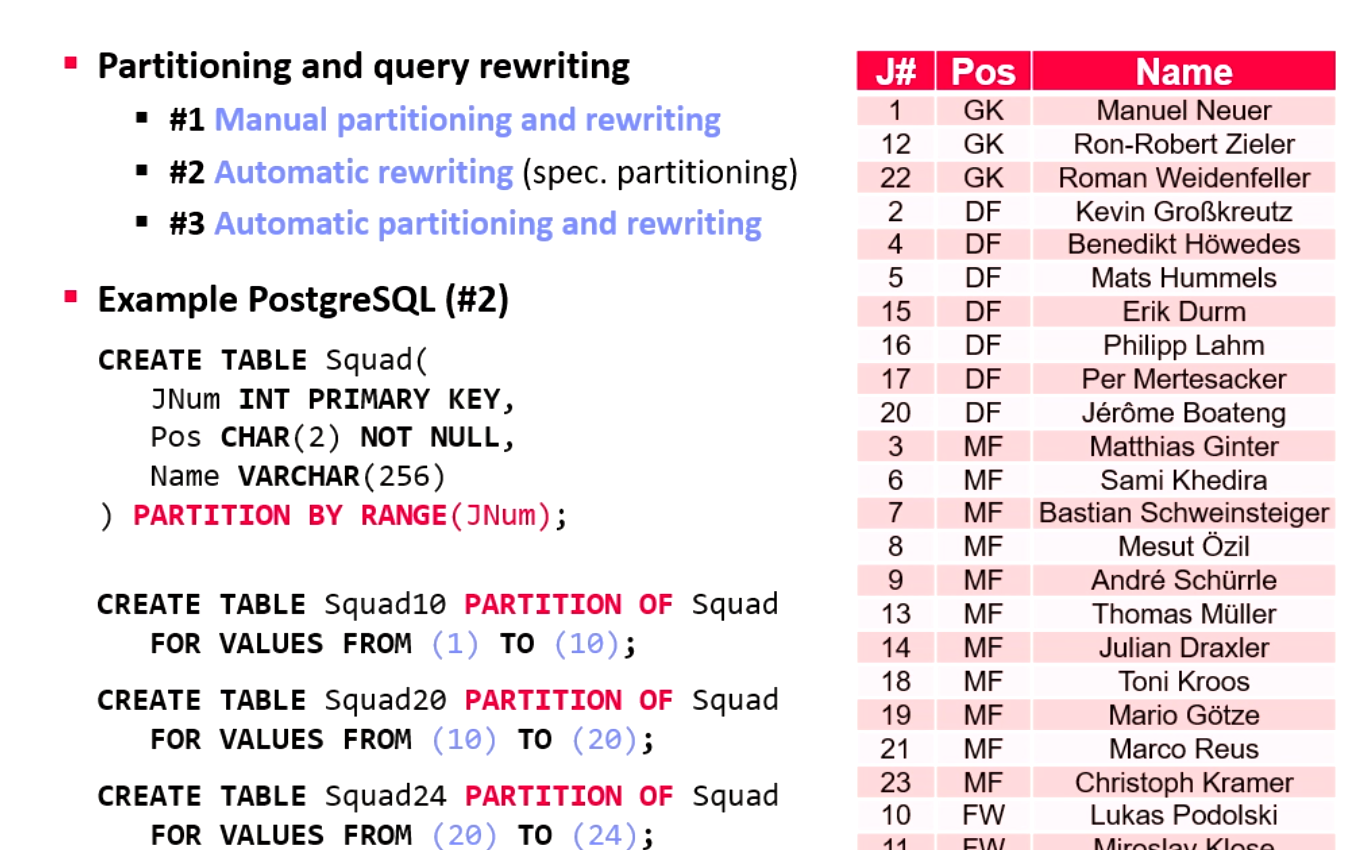 ▪ Partitioning and query rewriting
▪ #1 Manual partitioning and rewriting
▪ #2 Automatic rewriting (spec. partitioning)
▪ #3 Automatic partitioning and rewriting
▪ Example PostgreSQL (#2)
CREATE TABLE Squad(
JNum INT PRIMARY KEY,
Pos CHAR(2) NOT NULL,
Name VARCHAR(256)
) PARTITION BY RANGE(JNum);
CREATE TABLE Squad10 PARTITION OF Squad
FOR VALUES FROM (1) TO (10);
CREATE TABLE Squad20 PARTITION OF Squad
FOR VALUES FROM (10) TO (20);
CREATE TABLE Squad24 PARTITION OF Squad
FOR VALUES FROM (20) TO (24);
J# Pos Name
1 GK Manuel Neuer
12 GK Ron-Robert Zieler
22 GK Roman Weidenfeller
2 DF Kevin Großkreutz
4 DF Benedikt Höwedes
5 DF Mats Hummels
15 DF Erik Durm
16 DF Philipp Lahm
17 DF Per Mertesacker
20 DF Jérôme Boateng
3 MF Matthias Ginter
6 MF Sami Khedira
7 MF Bastian Schweinsteiger
8 MF Mesut Özil
9 MF André Schürrle
13 MF Thomas Müller
14 MF Julian Draxler
18 MF Toni Kroos
19 MF Mario Götze
21 MF Marco Reus
23 MF Christoph Kramer
10 FW Lukas Podolski
11 FW Miroslav Klose